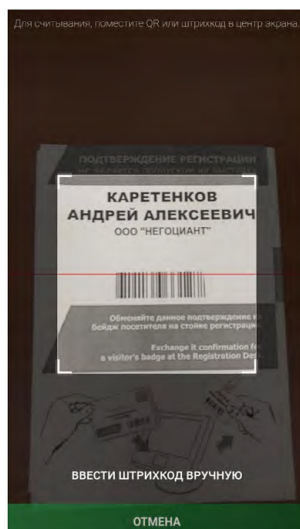 Для считывания, поместите QR или штрихкод в центр экрана.
ПОДТВЕРЖДЕНИЕ РЕГИСТРАЦИИ
КАРЕТЕНКОВ
АНДРЕЙ АЛЕКСЕЕВИЧ
ООО "НЕГОЦИАНТ"
Обменяйте данное подтверждение
бейдж посетителя на стойке регистрации
Exchange it confirmation
a visitor's badge at the Registration
ВВЕСТИ ШТРИХКОД ВРУЧНУЮ
ОТМЕНА